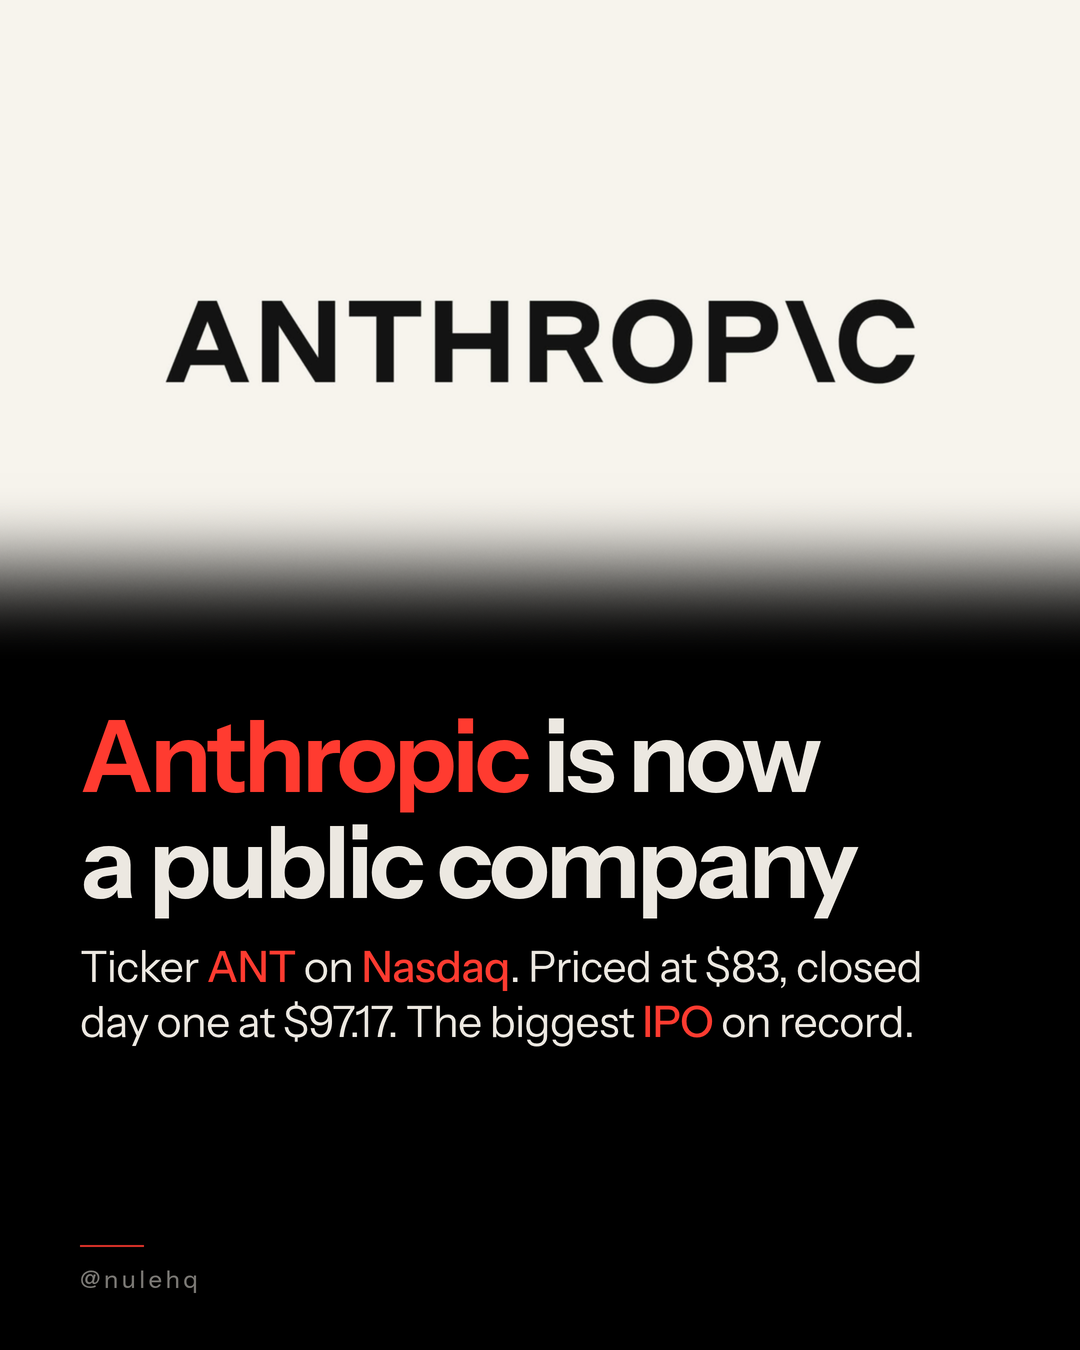 ANTHROP\C
Anthropic is now
a public company
Ticker ANT on Nasdaq. Priced at $83, closed
day one at $97.17. The biggest IPO on record.
@nulehq